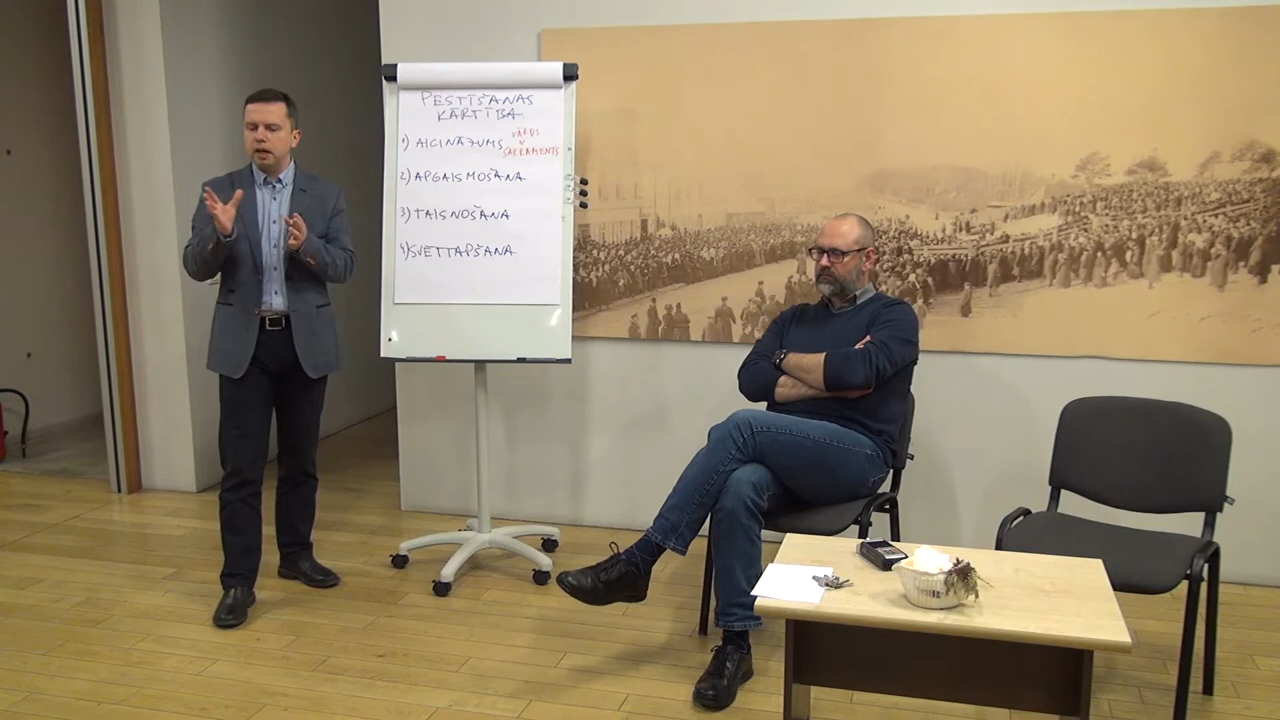 PESTĪŠANAS
KĀRTĪBA
1) AICINĀJUMS VĀRDS
un
SAKRAMENTS
2) APGAISMOŠANA
3) TAISNOŠANA
4) SVĒTTAPŠANA